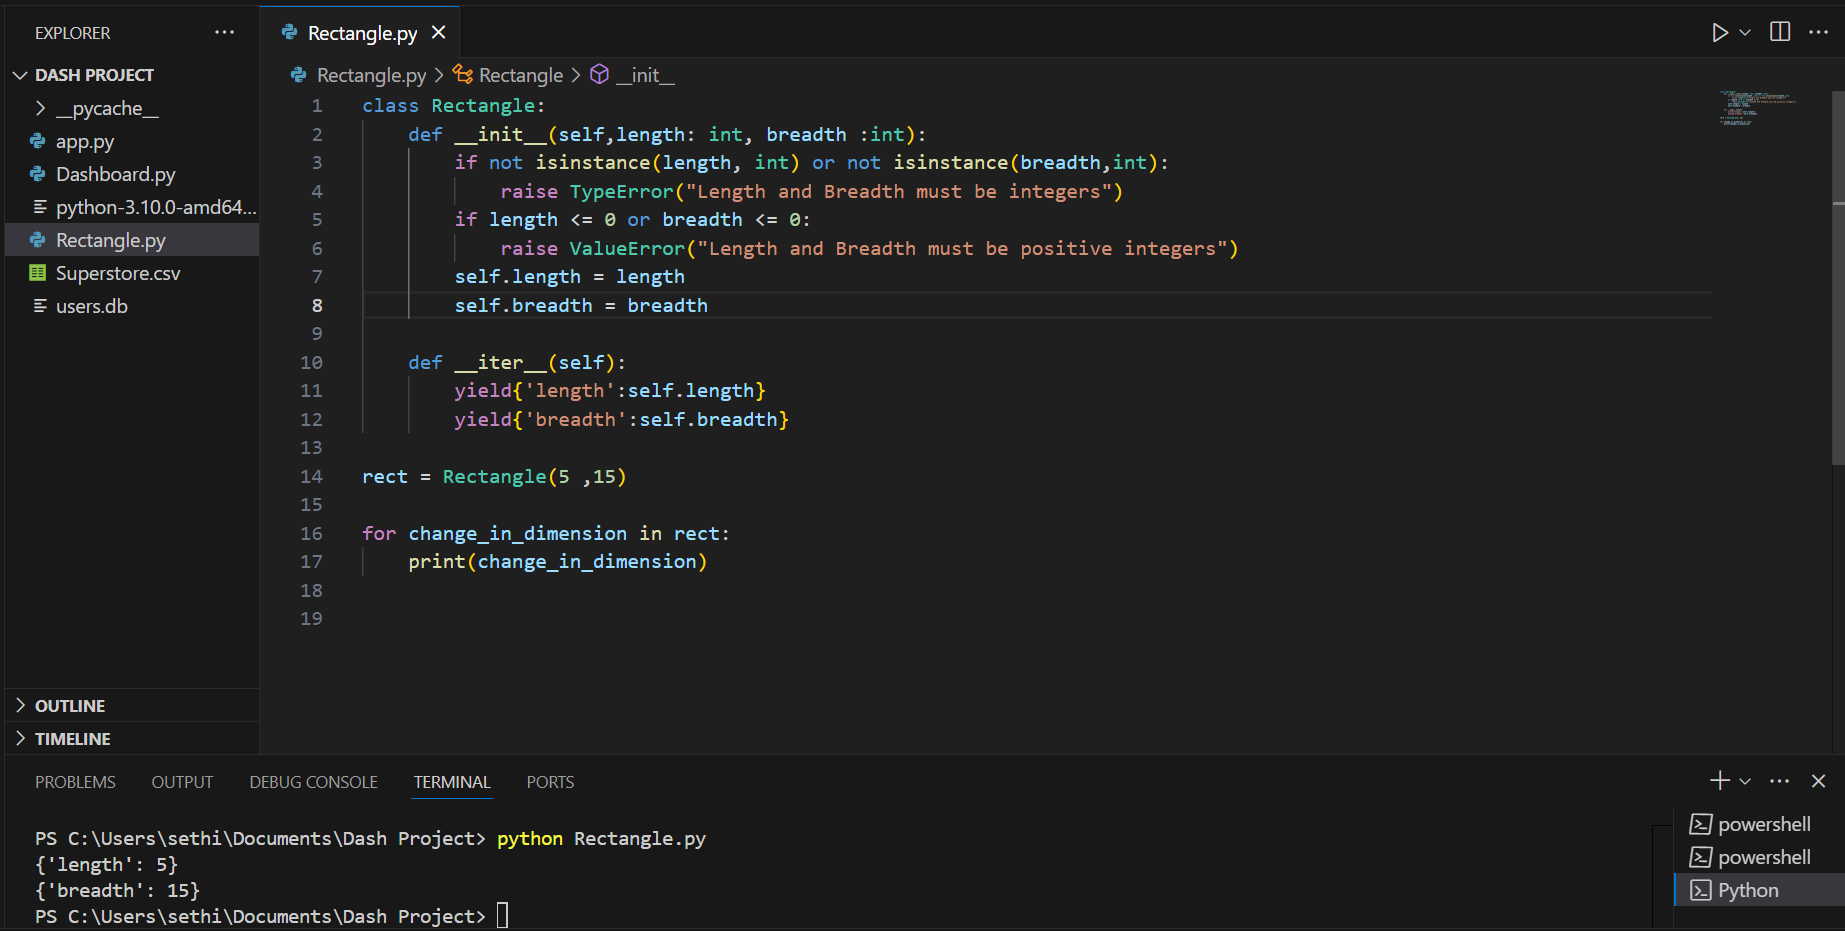 EXPLORER
DASH PROJECT
__pycache__
app.py
Dashboard.py
python-3.10.0-amd64...
Rectangle.py
Superstore.csv
users.db
OUTLINE
TIMELINE
Rectangle.py
Rectangle.py > Rectangle > __init__
1 class Rectangle:
2     def __init__(self,length: int, breadth :int):
3         if not isinstance(length, int) or not isinstance(breadth,int):
4             raise TypeError("Length and Breadth must be integers")
5         if length <= 0 or breadth <= 0:
6             raise ValueError("Length and Breadth must be positive integers")
7         self.length = length
8         self.breadth = breadth
9
10     def __iter__(self):
11         yield{'length':self.length}
12         yield{'breadth':self.breadth}
13
14 rect = Rectangle(5 ,15)
15
16 for change_in_dimension in rect:
17     print(change_in_dimension)
18
19
PROBLEMS OUTPUT DEBUG CONSOLE TERMINAL PORTS
PS C:\Users\sethi\Documents\Dash Project> python Rectangle.py
{'length': 5}
{'breadth': 15}
PS C:\Users\sethi\Documents\Dash Project>
powershell
powershell
Python